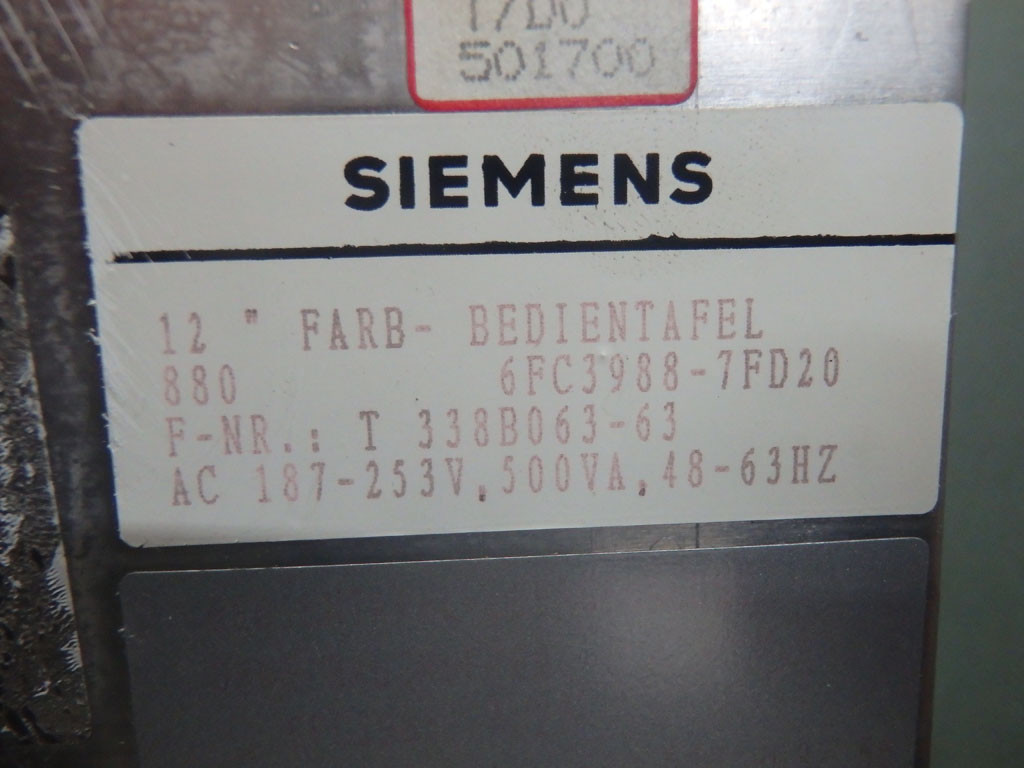 501700
SIEMENS
12 " FARB- BEDIENTAFEL
880 6FC3988-7FD20
F-NR.: T 338B063-63
AC 187-253V,500VA,48-63HZ